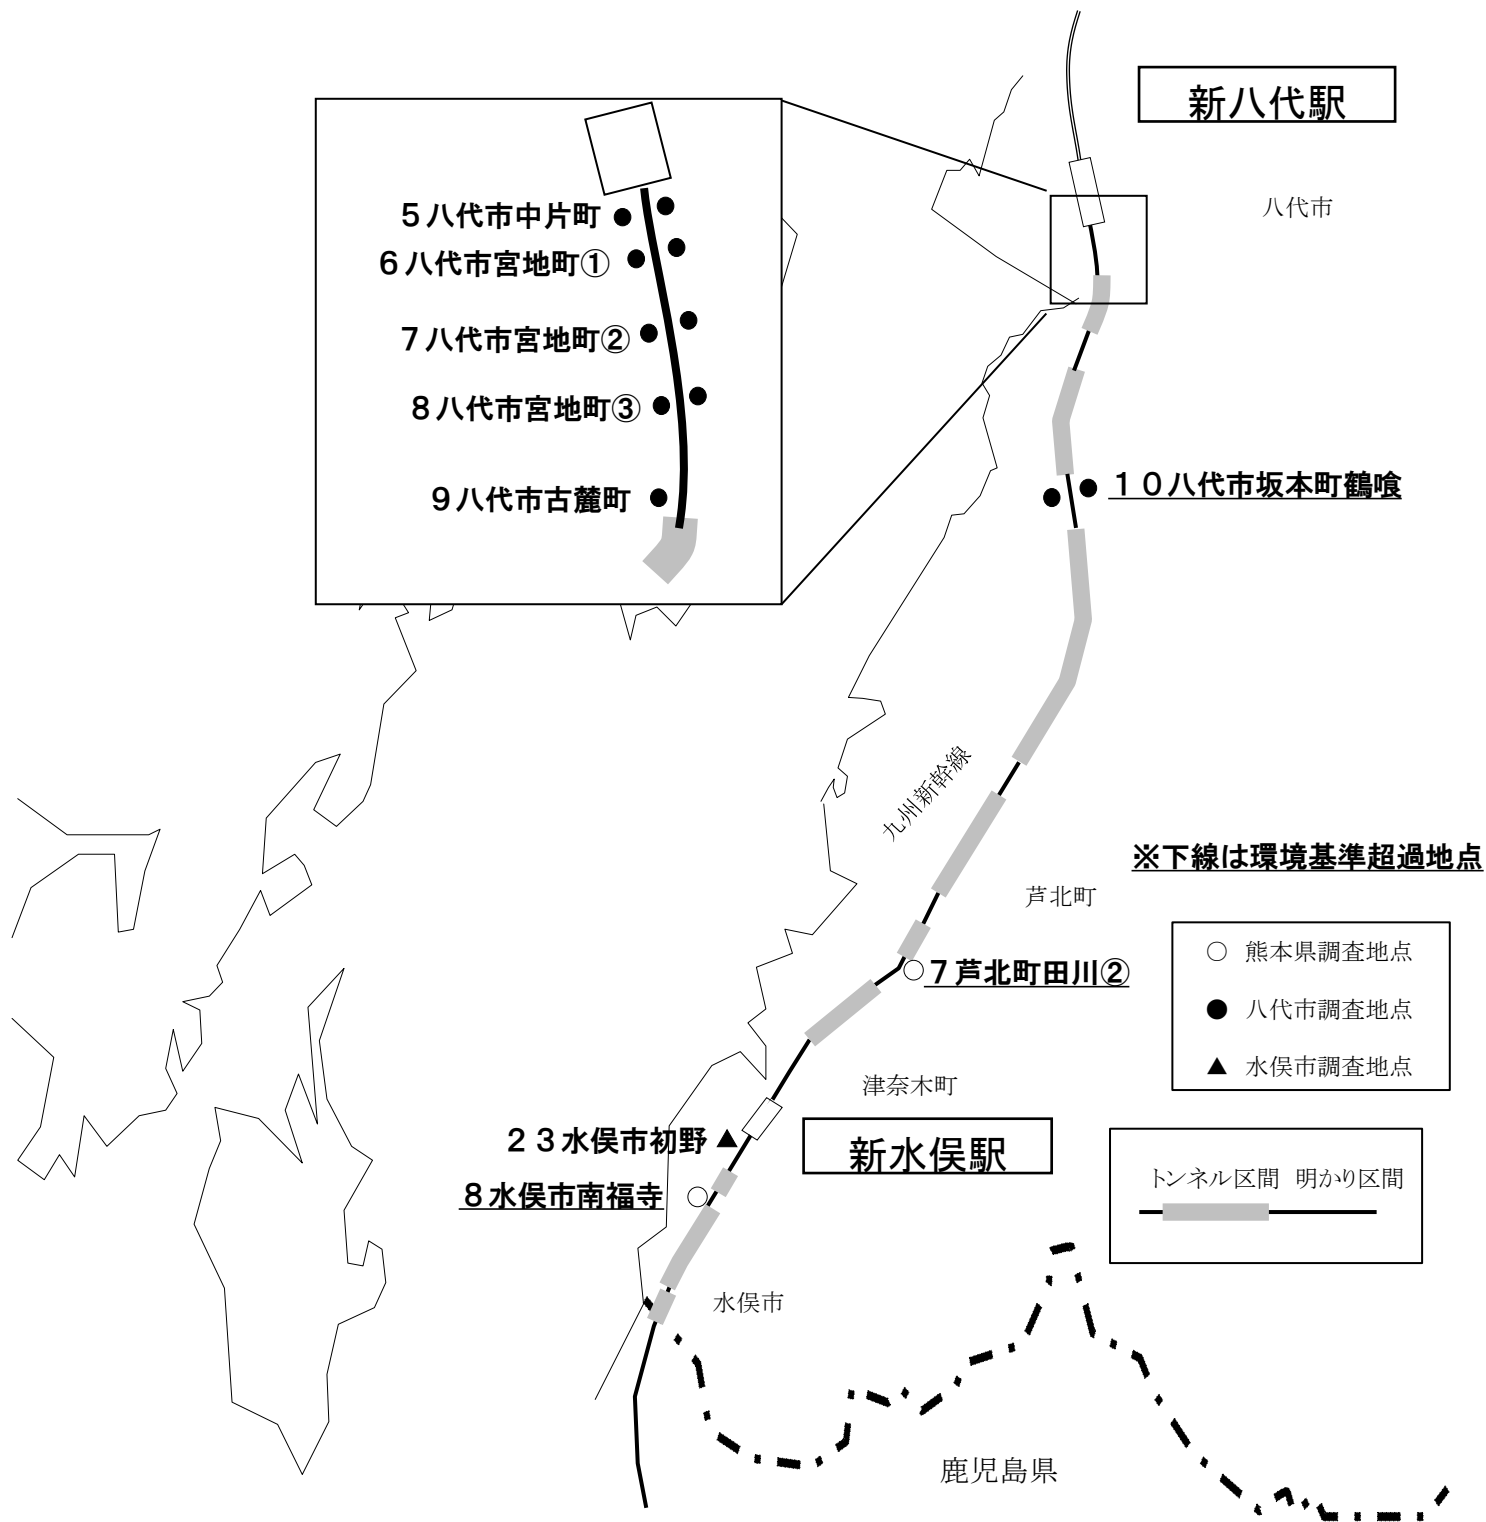 新八代駅
八代市
５八代市中片町
６八代市宮地町①
７八代市宮地町②
８八代市宮地町③
９八代市古麓町
１０八代市坂本町鶴喰
九州新幹線
※下線は環境基準超過地点
芦北町
○ 熊本県調査地点
● 八代市調査地点
▲ 水俣市調査地点
７芦北町田川②
津奈木町
新水俣駅
２３水俣市初野
８水俣市南福寺
トンネル区間 明かり区間
水俣市
鹿児島県